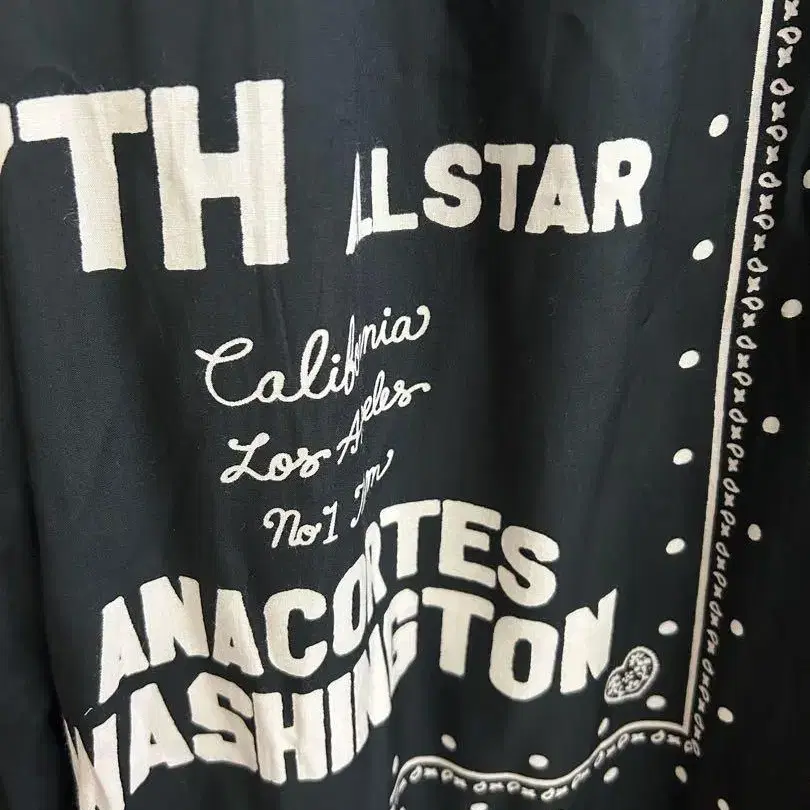 TH ALLSTAR
California
Los Angeles
No1
ANACORTES
WASHINGTON